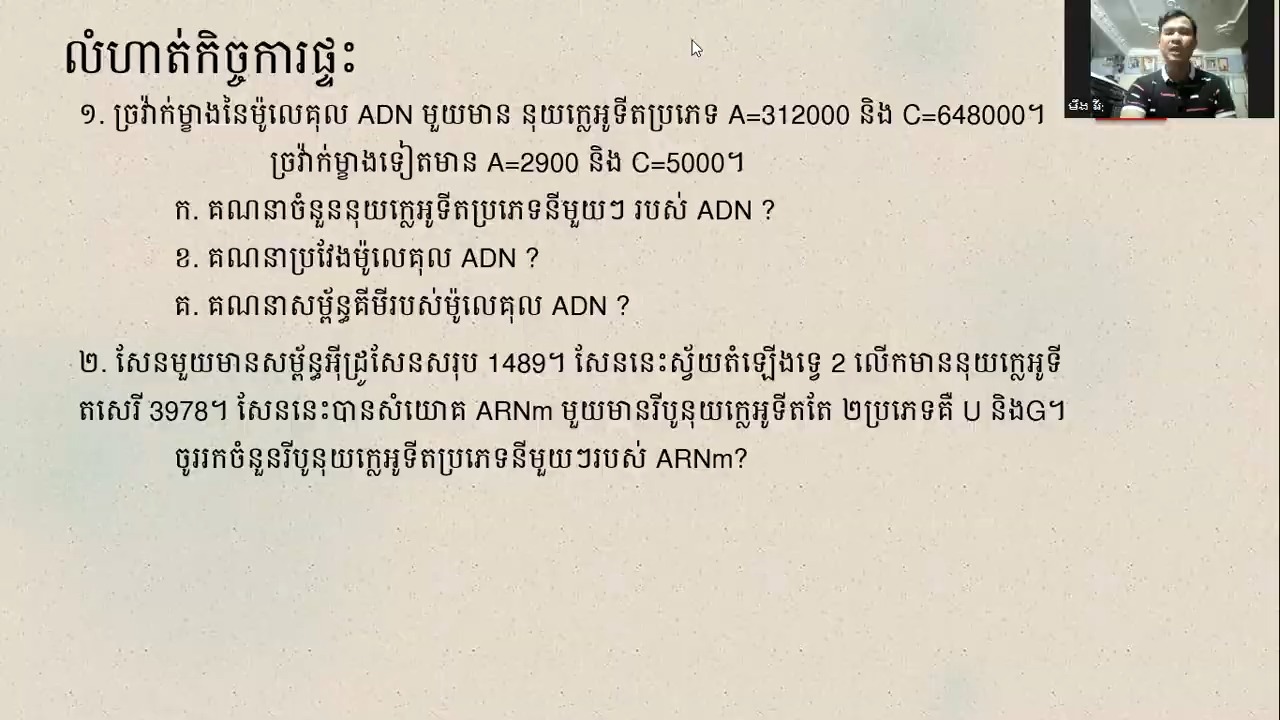 លំហាត់កិច្ចការផ្ទះ
១. ច្រវ៉ាក់ម្ខាងនៃម៉ូលេគុល ADN មួយមាន នុយក្លេអូទីតប្រភេទ A=312000 និង C=648000។
ច្រវ៉ាក់ម្ខាងទៀតមាន A=2900 និង C=5000។
ក. គណនាចំនួននុយក្លេអូទីតប្រភេទនីមួយៗ របស់ ADN ?
ខ. គណនាប្រវែងម៉ូលេគុល ADN ?
គ. គណនាសម្ព័ន្ធគីមីរបស់ម៉ូលេគុល ADN ?
២. សែនមួយមានសម្ព័ន្ធអ៊ីដ្រូសែនសរុប 1489។ សែននេះស្វ័យតំឡើងទ្វេ 2 លើកមាននុយក្លេអូទី
តសេរី 3978។ សែននេះបានសំយោគ ARNm មួយមានរីបូនុយក្លេអូទីតតែ ២ប្រភេទគឺ U និងG។
ចូររកចំនួនរីបូនុយក្លេអូទីតប្រភេទនីមួយៗរបស់ ARNm?